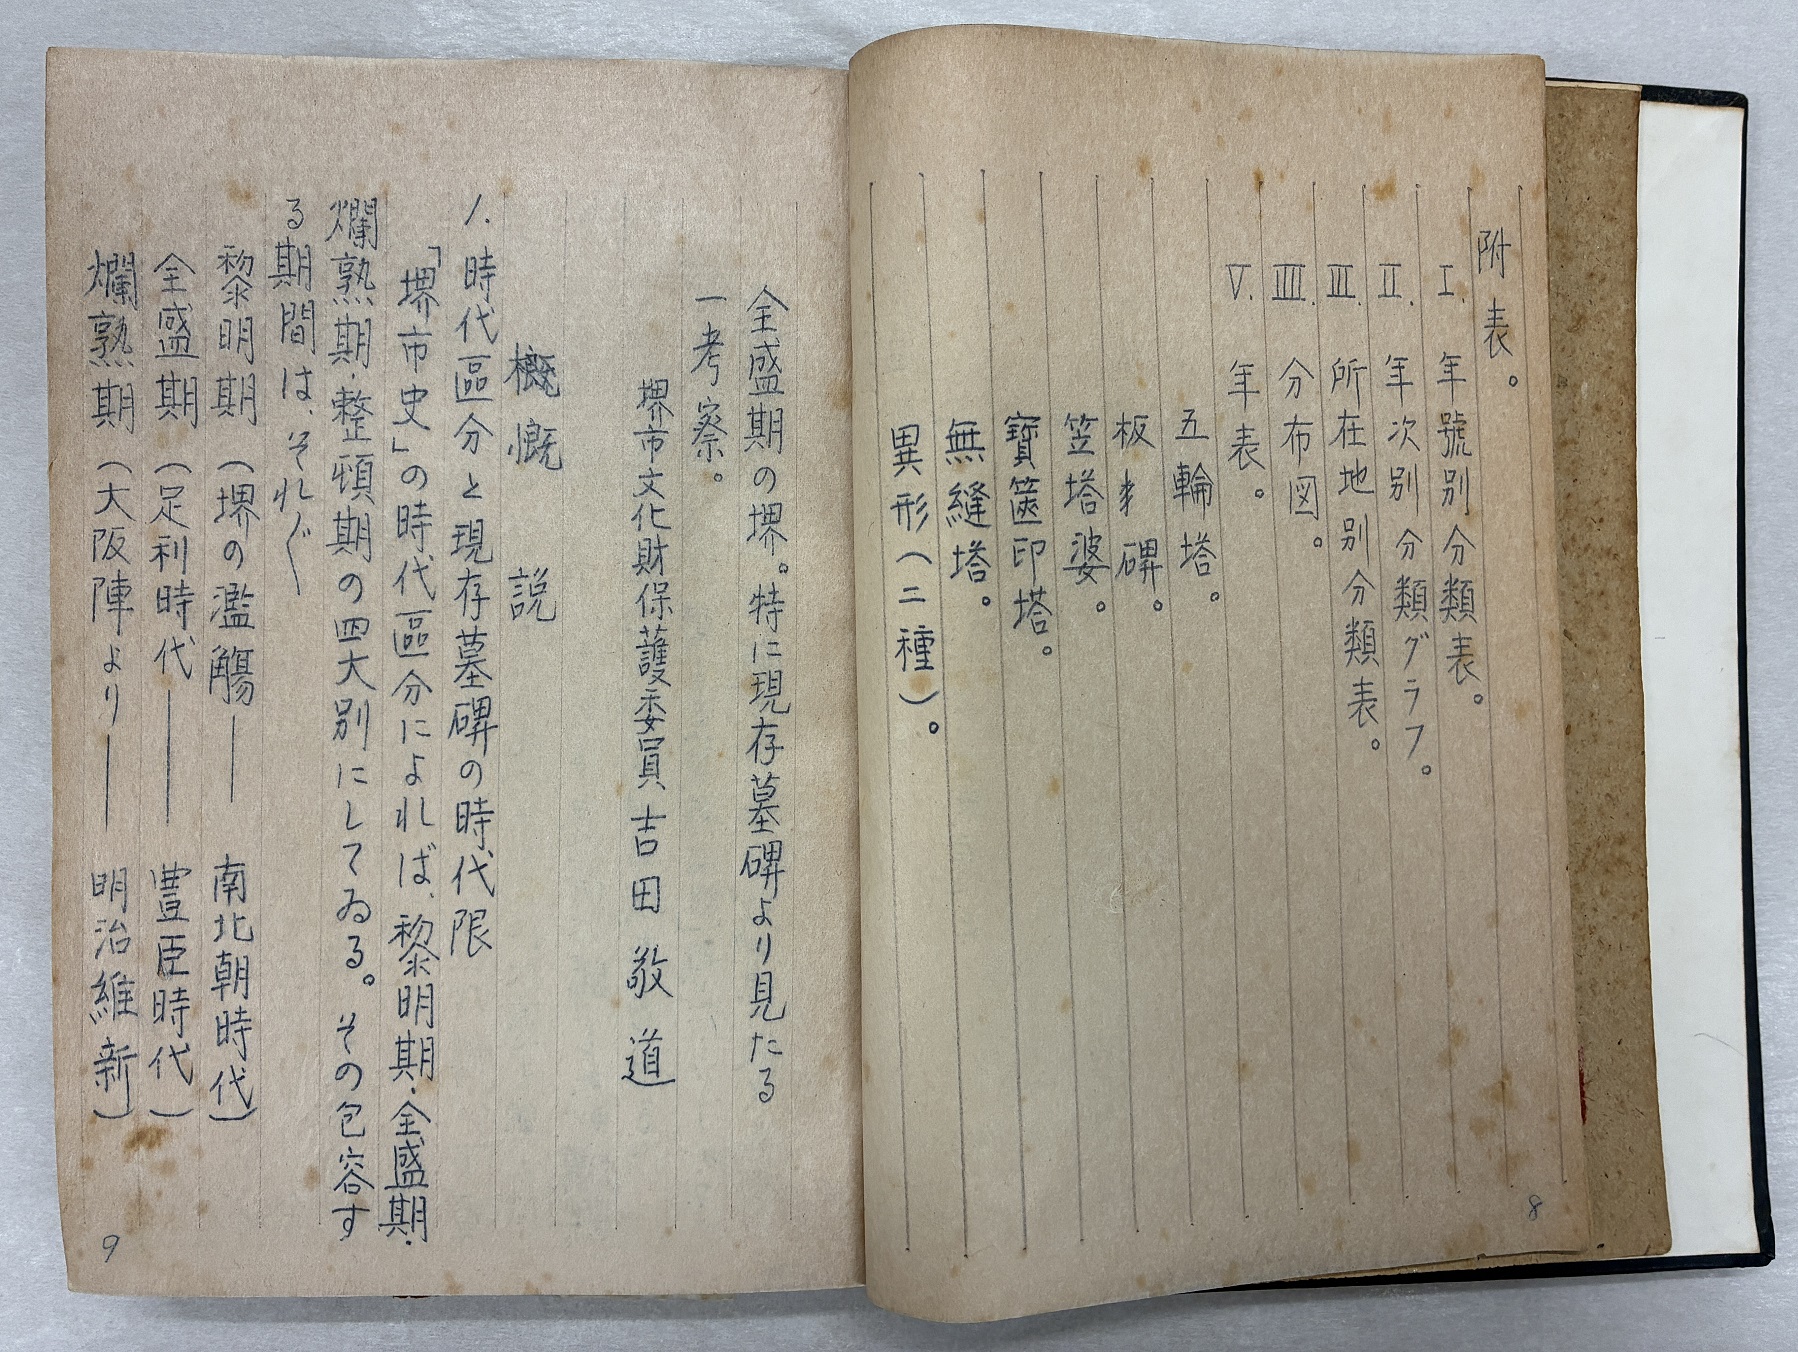 附表。
I. 年號別分類表。
II. 年次別分類グラフ。
III. 所在地別分類表。
IIII. 分布図。
V. 年表。
五輪塔。
板碑。
笠塔婆。
寶篋印塔。
無縫塔。
異形（二種）。
8
全盛期の堺。特に現存墓碑より見たる
一考察。
堺市文化財保護委員 吉田敬道
概慨 説
1. 時代區分と現存墓碑の時代限
「堺市史」の時代區分によれば、黎明期・全盛期・
爛熟期・整頓期の四大別にしてゐる。その包容す
る期間は、それ〴〵
黎明期（堺の濫觴――南北朝時代）
全盛期（足利時代――豊臣時代）
爛熟期（大阪陣より――明治維新）
9